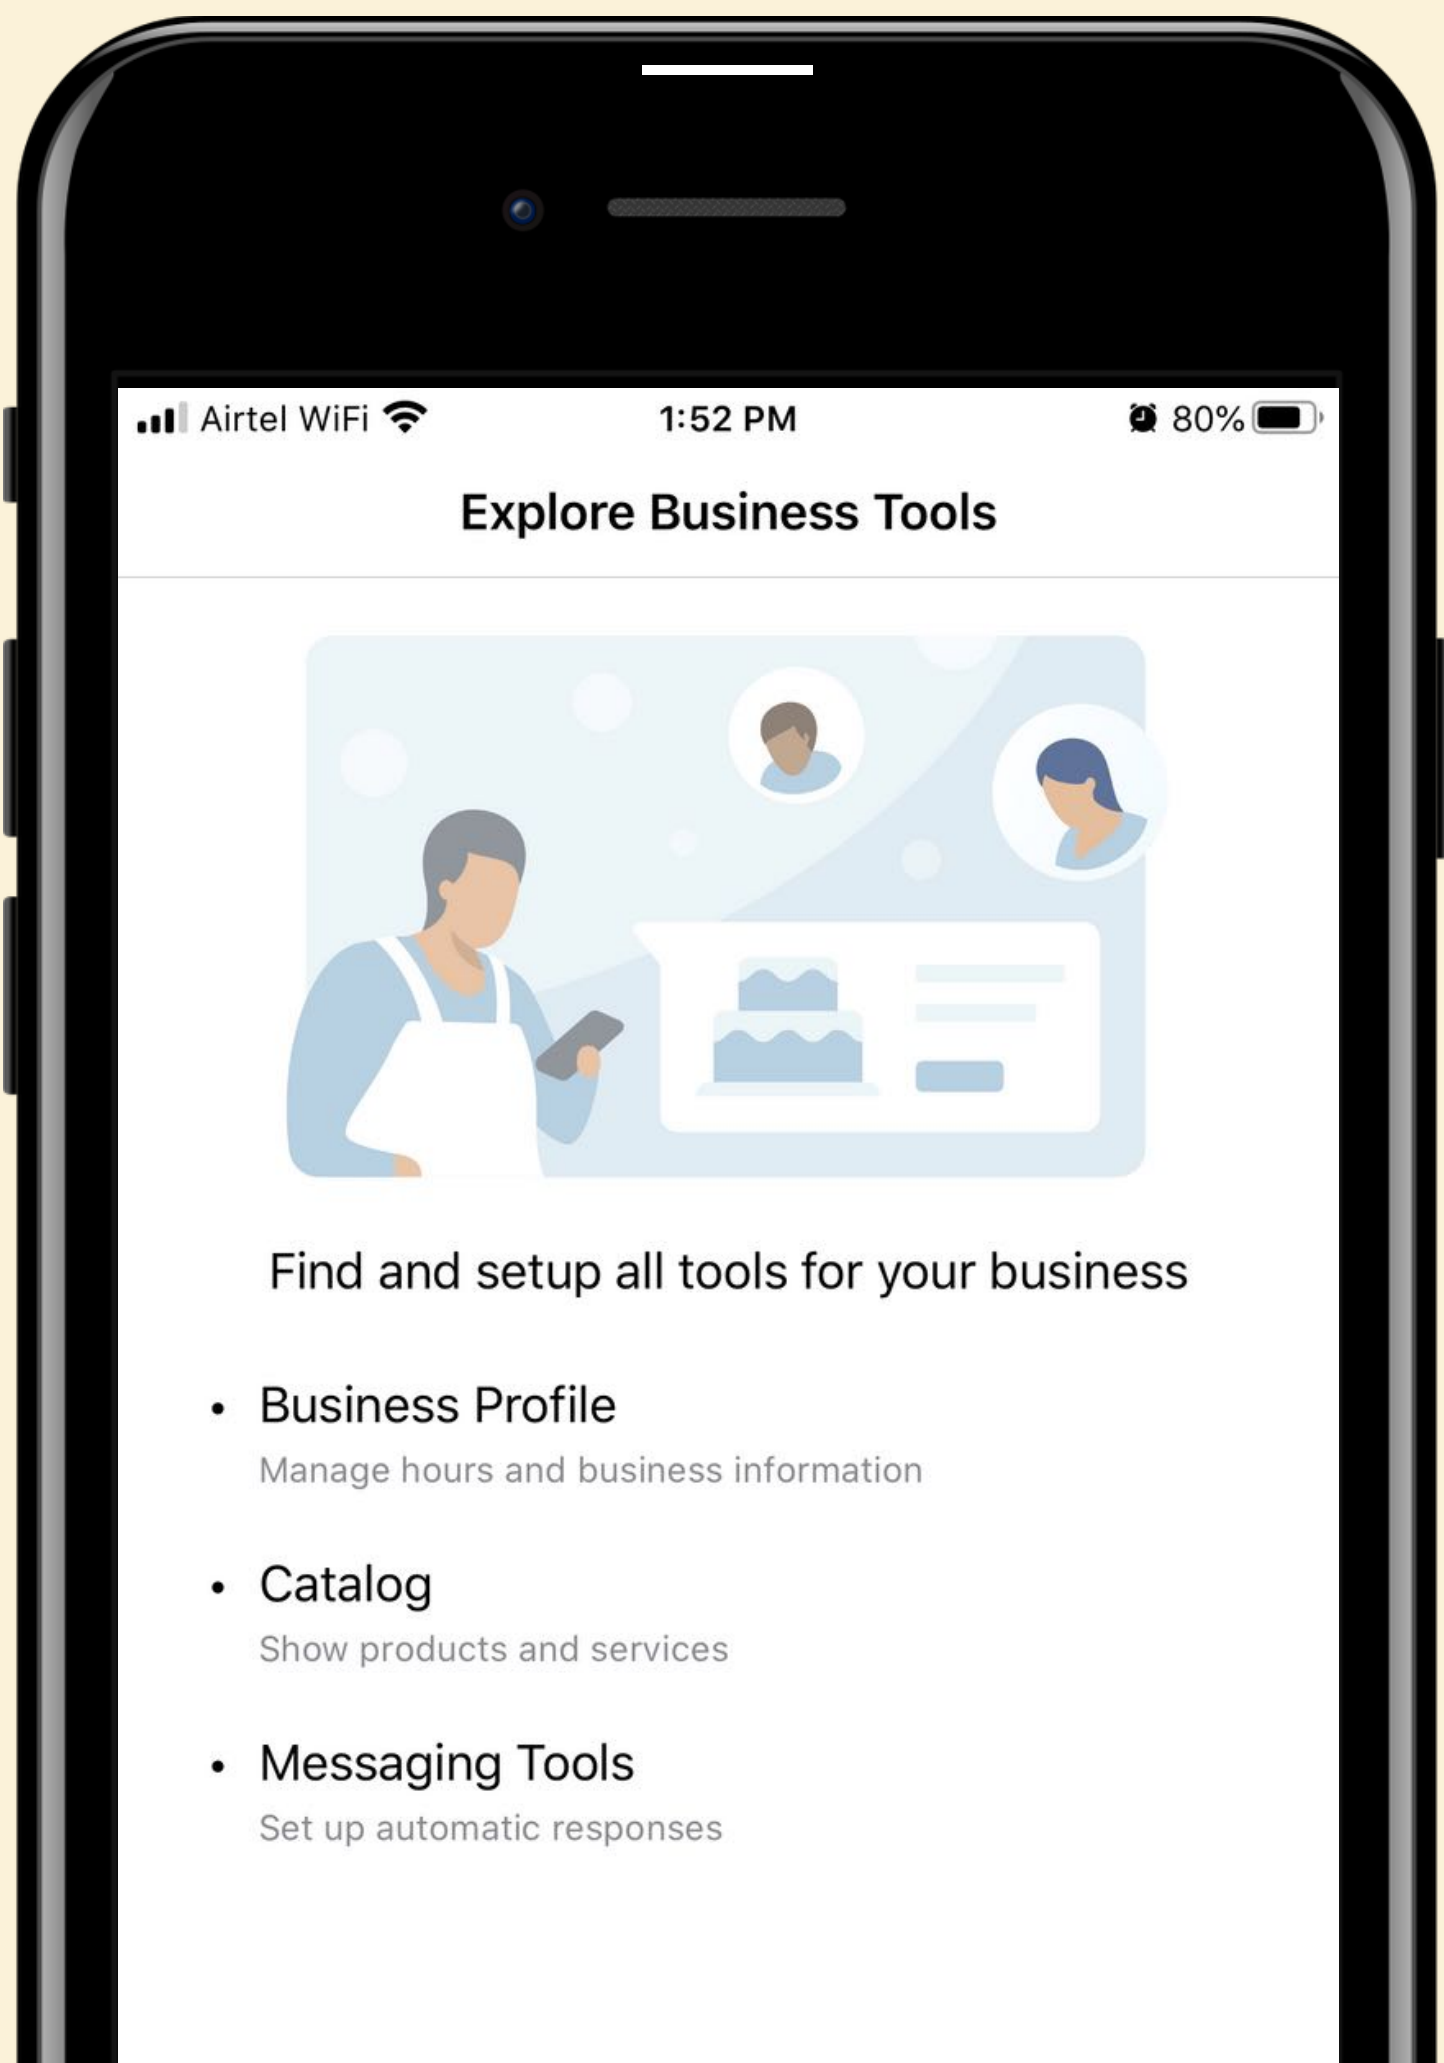 Airtel WiFi 1:52 PM 80%
Explore Business Tools
Find and setup all tools for your business
• Business Profile
Manage hours and business information
• Catalog
Show products and services
• Messaging Tools
Set up automatic responses